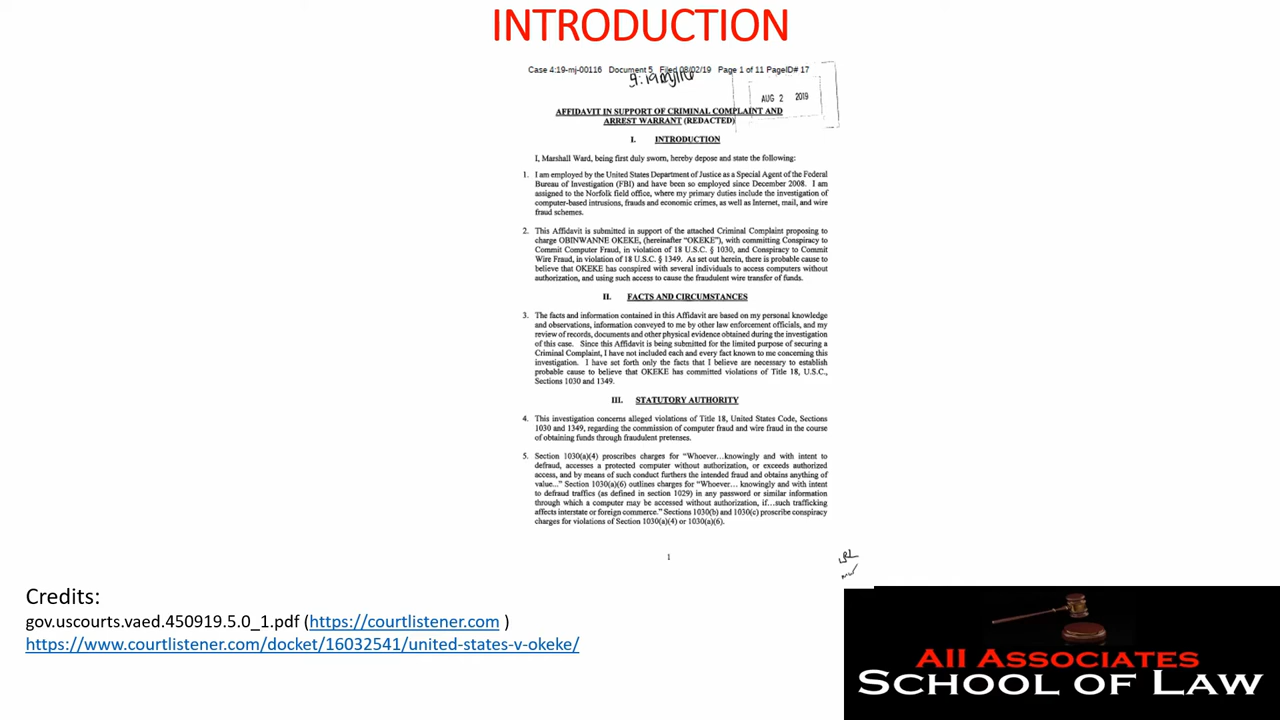 INTRODUCTION
Case 4:19-mj-00116 Document 5 Filed 08/02/19 Page 1 of 11 PageID# 17
AUG 2 2019
AFFIDAVIT IN SUPPORT OF CRIMINAL COMPLAINT AND
ARREST WARRANT (REDACTED)
I. INTRODUCTION
I, Marshall Ward, being first duly sworn, hereby depose and state the following:
1. I am employed by the United States Department of Justice as a Special Agent of the Federal
Bureau of Investigation (FBI) and have been so employed since December 2008. I am
assigned to the Norfolk field office, where my primary duties include the investigation of
computer-based intrusions, frauds and economic crimes, as well as Internet, mail, and wire
fraud schemes.
2. This Affidavit is submitted in support of the attached Criminal Complaint proposing to
charge OBINWANNE OKEKE, (hereinafter "OKEKE"), with committing Conspiracy to
Commit Computer Fraud, in violation of 18 U.S.C. § 1030, and Conspiracy to Commit
Wire Fraud, in violation of 18 U.S.C. § 1349. As set out herein, there is probable cause to
believe that OKEKE has conspired with several individuals to access computers without
authorization, and using such access to cause the fraudulent wire transfer of funds.
II. FACTS AND CIRCUMSTANCES
3. The facts and information contained in this Affidavit are based on my personal knowledge
and observations, information conveyed to me by other law enforcement officials, and my
review of records, documents and other physical evidence obtained during the investigation
of this case. Since this Affidavit is being submitted for the limited purpose of securing a
Criminal Complaint, I have not included each and every fact known to me concerning this
investigation. I have set forth only the facts that I believe are necessary to establish
probable cause to believe that OKEKE has committed violations of Title 18, U.S.C.,
Sections 1030 and 1349.
III. STATUTORY AUTHORITY
4. This investigation concerns alleged violations of Title 18, United States Code, Sections
1030 and 1349, regarding the commission of computer fraud and wire fraud in the course
of obtaining funds through fraudulent pretenses.
5. Section 1030(a)(4) proscribes charges for "Whoever...knowingly and with intent to
defraud, accesses a protected computer without authorization, or exceeds authorized
access, and by means of such conduct furthers the intended fraud and obtains anything of
value..." Section 1030(a)(6) outlines charges for "Whoever... knowingly and with intent
to defraud traffics (as defined in section 1029) in any password or similar information
through which a computer may be accessed without authorization, if...such trafficking
affects interstate or foreign commerce." Sections 1030(b) and 1030(c) proscribe conspiracy
charges for violations of Section 1030(a)(4) or 1030(a)(6).
1
Credits:
gov.uscourts.vaed.450919.5.0_1.pdf (https://courtlistener.com )
https://www.courtlistener.com/docket/16032541/united-states-v-okeke/
All Associates
School of Law